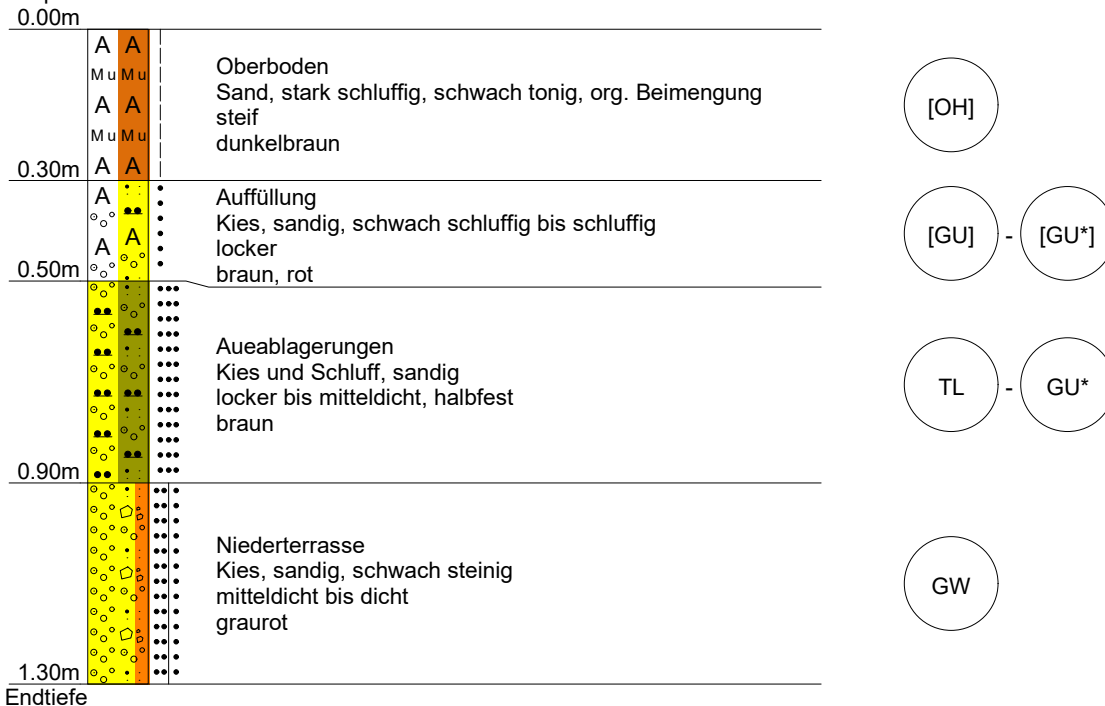 0.00m
A A
Mu Mu
A A
Mu Mu
A A
Oberboden
Sand, stark schluffig, schwach tonig, org. Beimengung
steif
dunkelbraun
[OH]
0.30m
A
A
A
Auffüllung
Kies, sandig, schwach schluffig bis schluffig
locker
braun, rot
[GU] - [GU*]
0.50m
Aueablagerungen
Kies und Schluff, sandig
locker bis mitteldicht, halbfest
braun
TL - GU*
0.90m
Niederterrasse
Kies, sandig, schwach steinig
mitteldicht bis dicht
graurot
GW
1.30m
Endtiefe